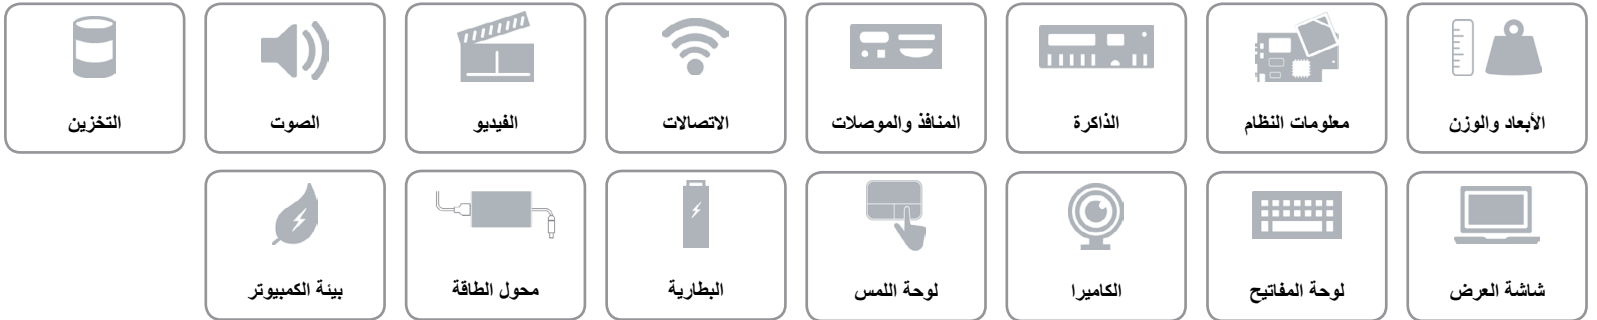 الأبعاد والوزن
معلومات النظام
الذاكرة
المنافذ والموصلات
الاتصالات
الفيديو
الصوت
التخزين
شاشة العرض
لوحة المفاتيح
الكاميرا
لوحة اللمس
البطارية
محول الطاقة
بيئة الكمبيوتر